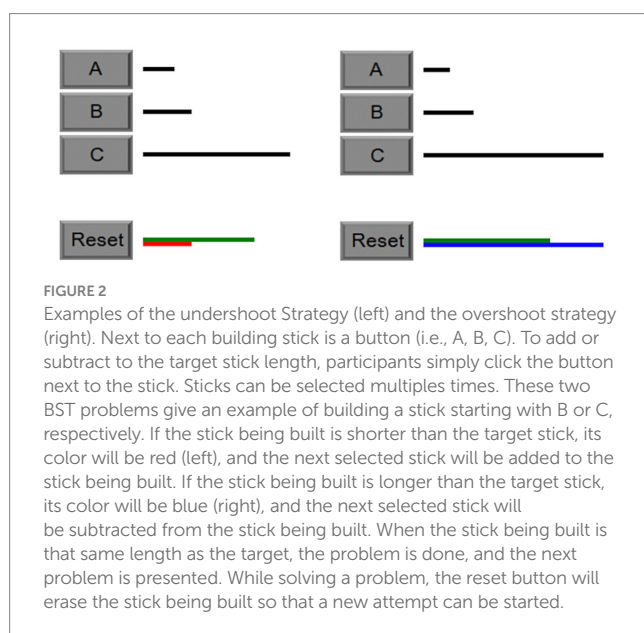 A
A
B
B
C
C
Reset
Reset
FIGURE 2
Examples of the undershoot Strategy (left) and the overshoot strategy
(right). Next to each building stick is a button (i.e., A, B, C). To add or
subtract to the target stick length, participants simply click the button
next to the stick. Sticks can be selected multiple times. These two
BST problems give an example of building a stick starting with B or C,
respectively. If the stick being built is shorter than the target stick, its
color will be red (left), and the next selected stick will be added to the
stick being built. If the stick being built is longer than the target stick,
its color will be blue (right), and the next selected stick will
be subtracted from the stick being built. When the stick being built is
that same length as the target, the problem is done, and the next
problem is presented. While solving a problem, the reset button will
erase the stick being built so that a new attempt can be started.